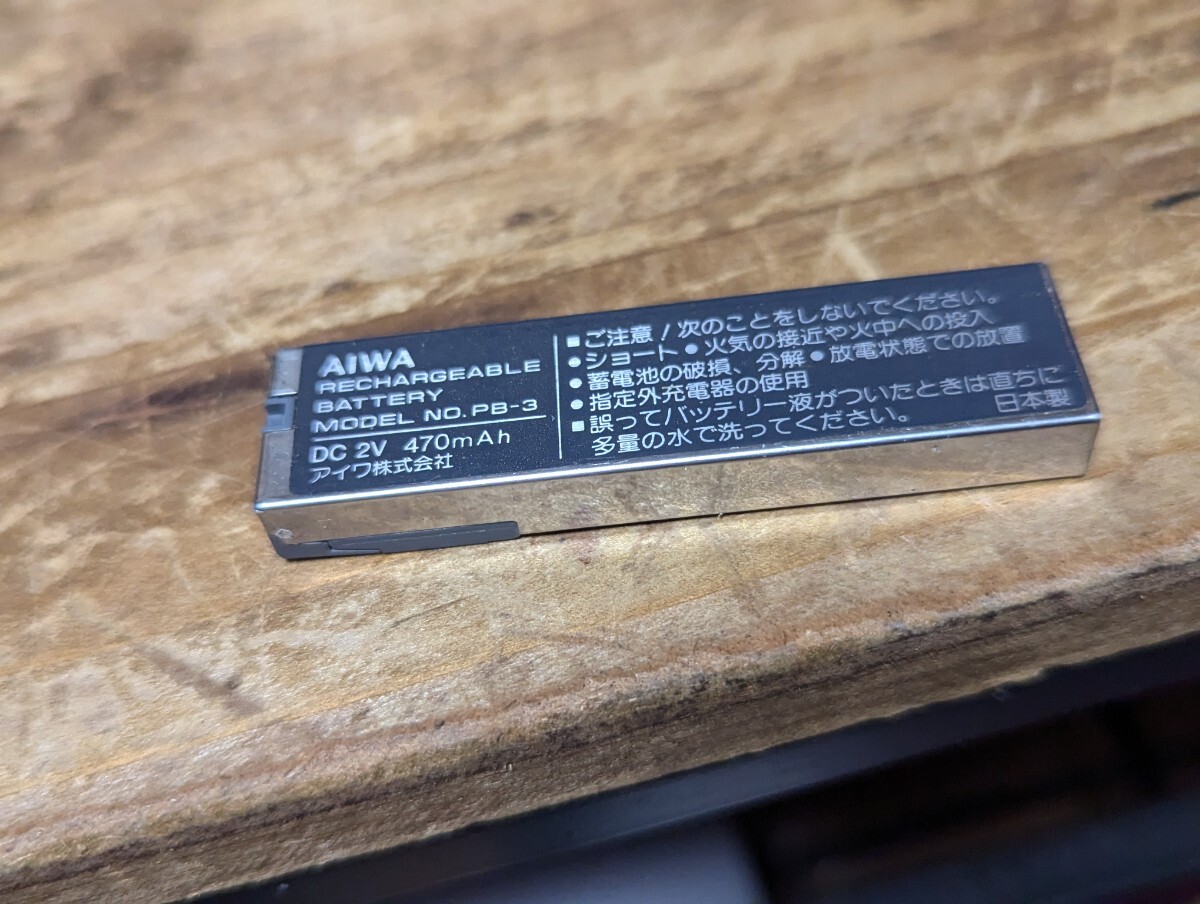 AIWA
RECHARGEABLE
BATTERY
MODEL NO. PB-3
DC 2V 470mAh
アイワ株式会社
■ご注意/次のことをしないでください。
●ショート●火気の接近や火中への投入
●蓄電池の破損、分解●放電状態での放置
●指定外充電器の使用
■誤ってバッテリー液がついたときは直ちに
多量の水で洗ってください。
日本製